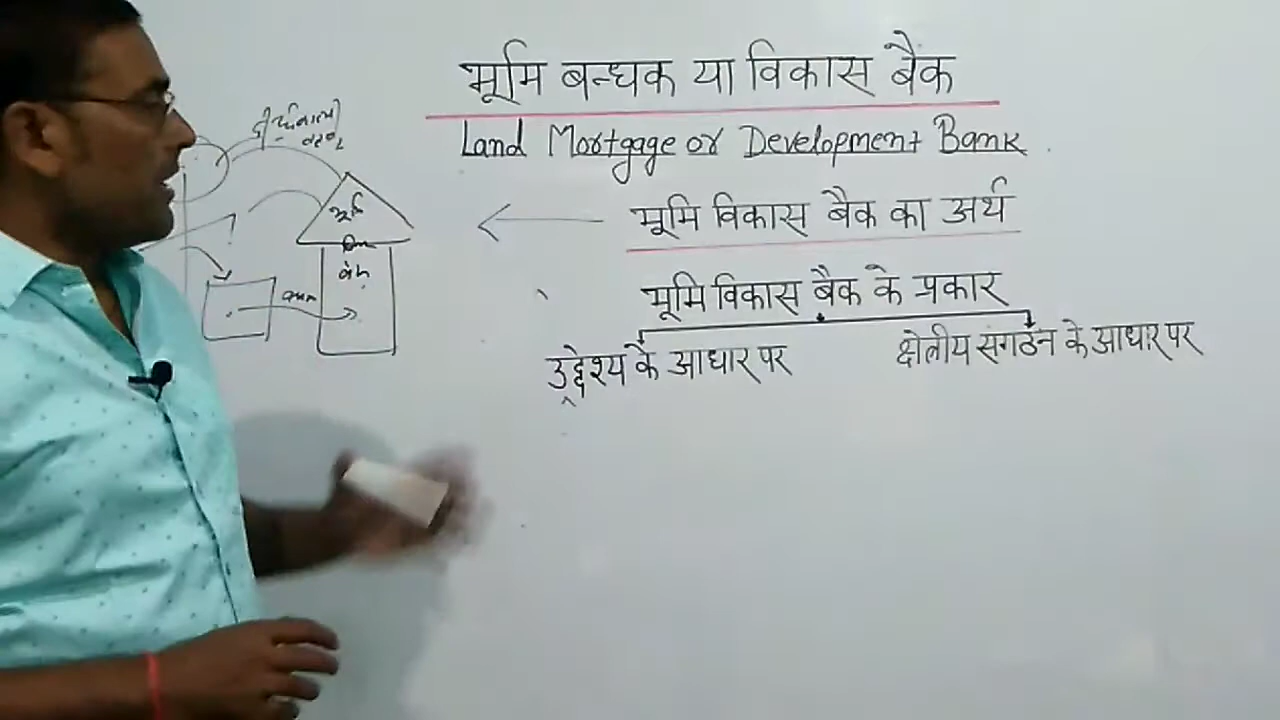 भूमि बन्धक या विकास बैंक
Land Mortgage or Development Bank
भूमि विकास बैंक का अर्थ
भूमि विकास बैंक के प्रकार
उद्देश्य के आधार पर
क्षेत्रीय संगठन के आधार पर